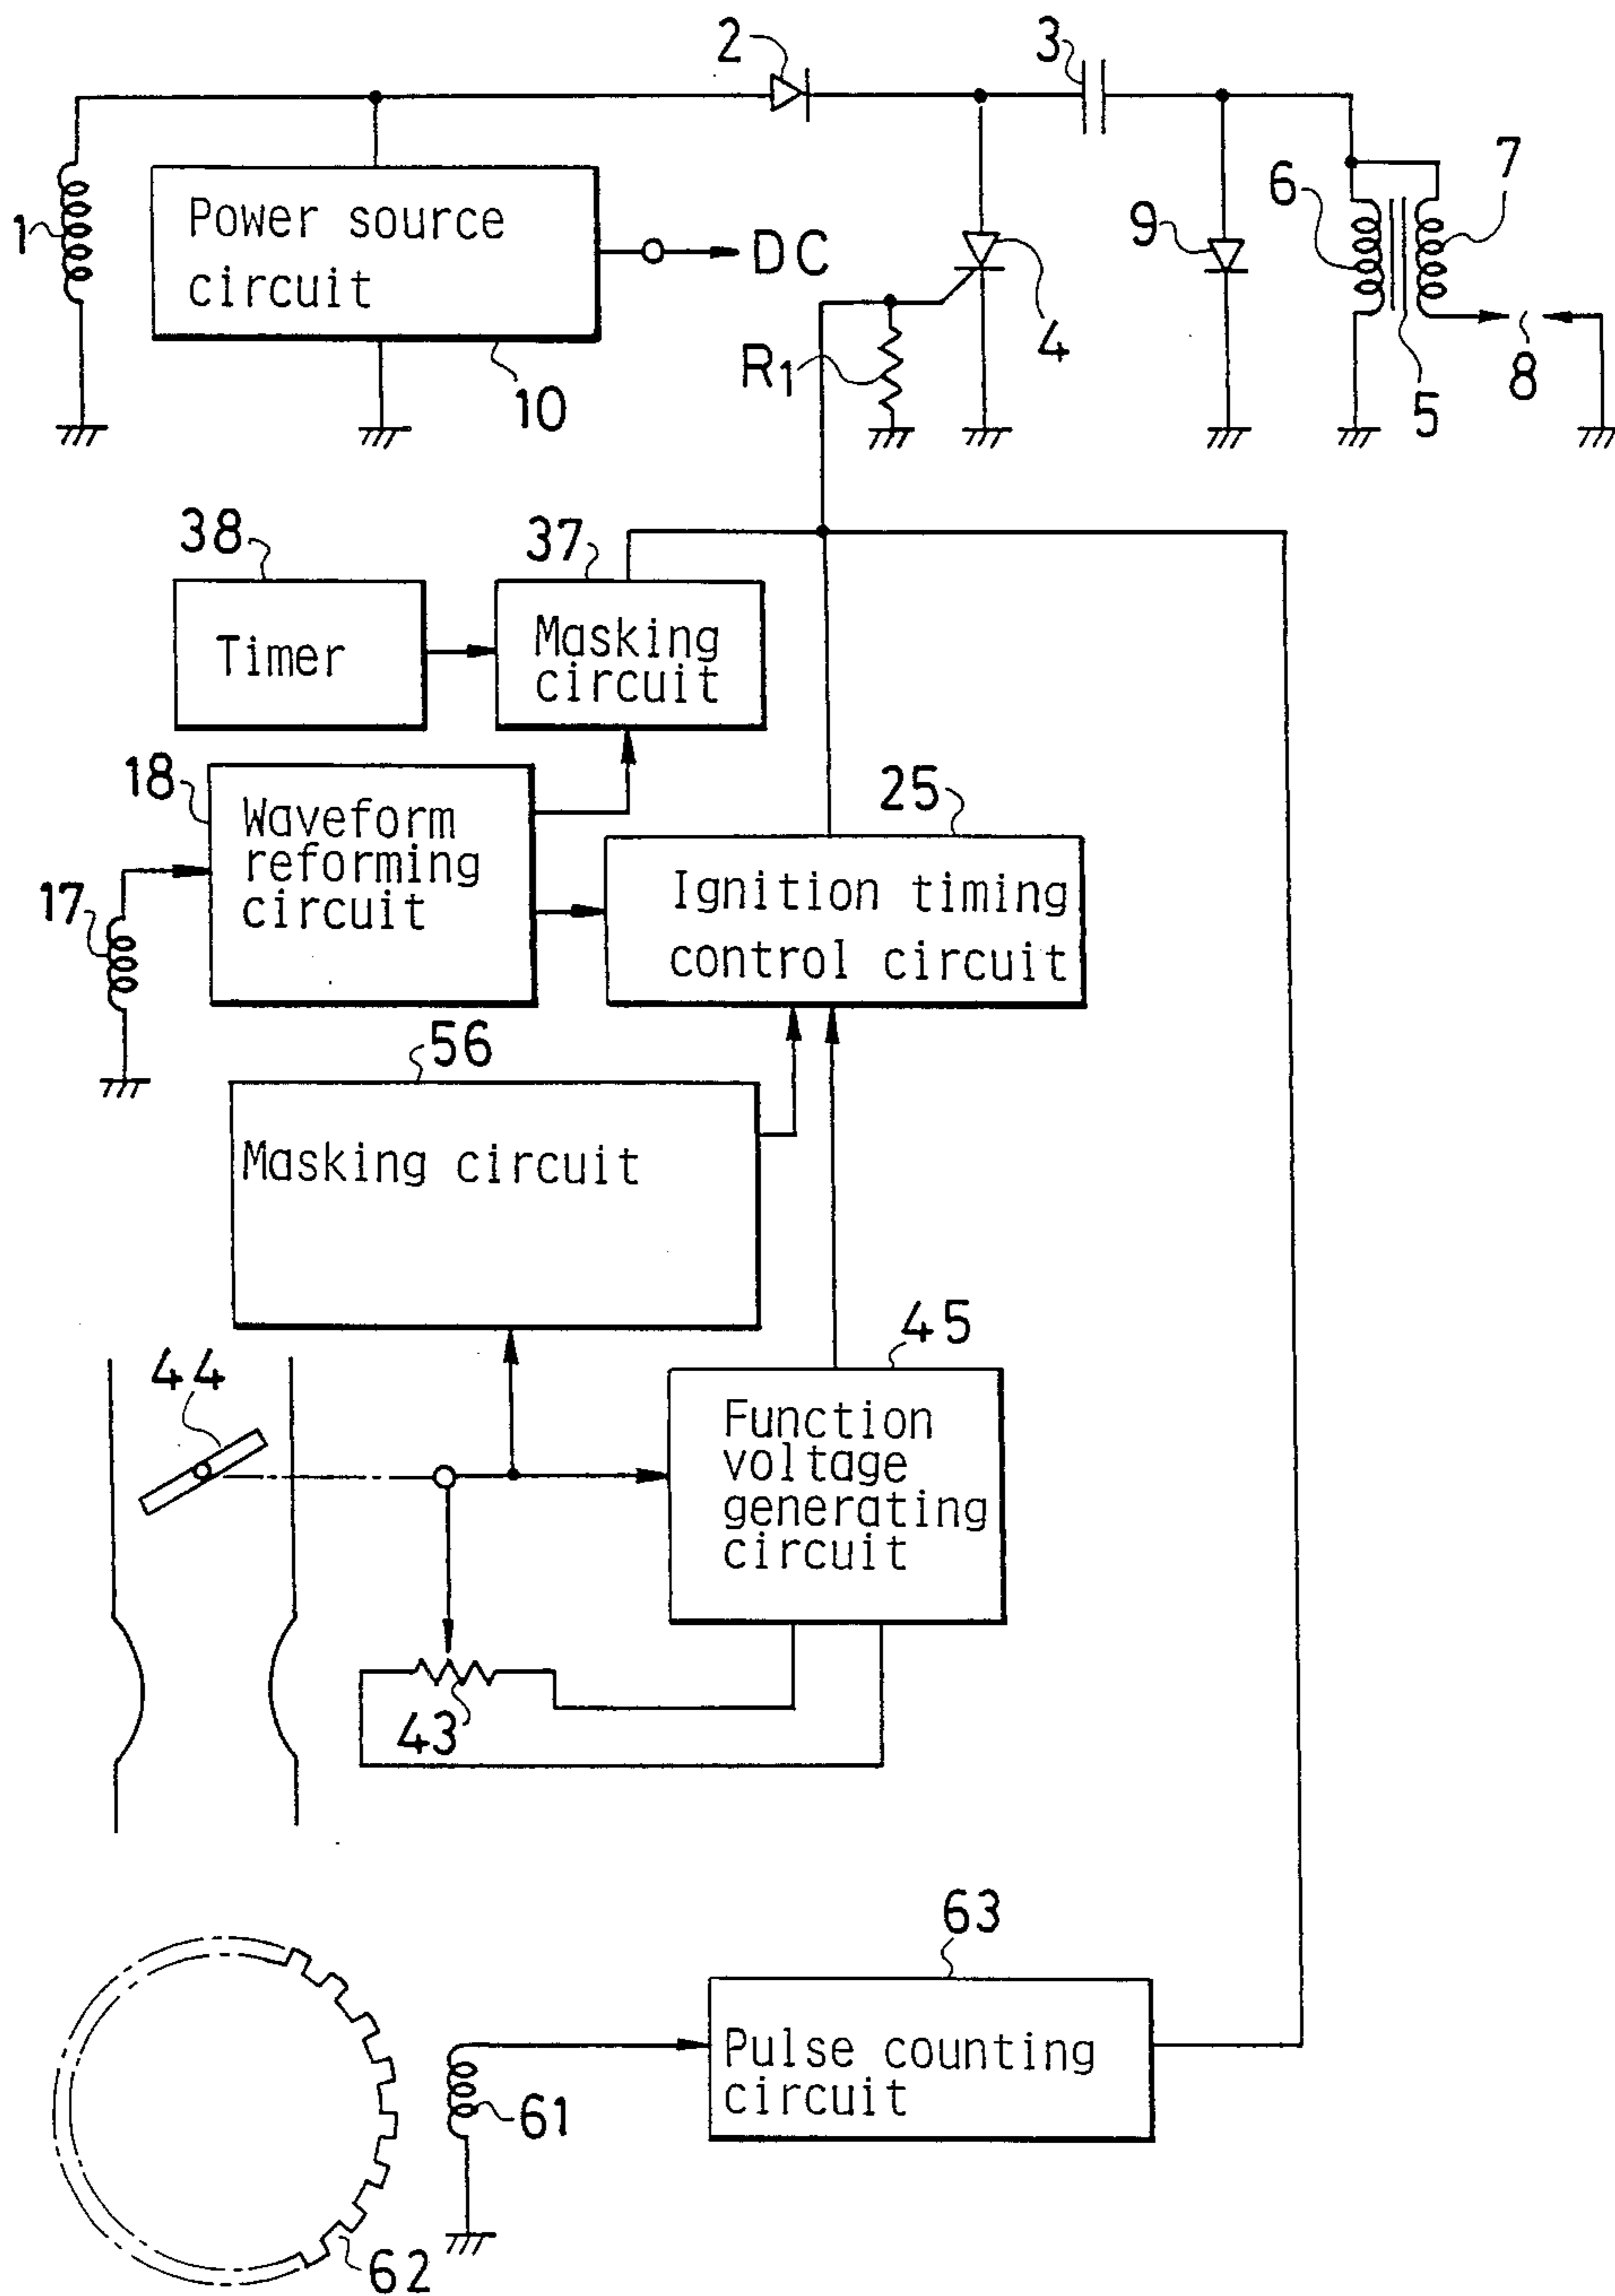 2
3
1
Power source
circuit
DC
10
R1
4
9
6
7
5
8
38
37
Timer
Masking
circuit
18
Waveform
reforming
circuit
17
25
Ignition timing
control circuit
56
Masking circuit
44
45
Function
voltage
generating
circuit
43
63
Pulse counting
circuit
61
62